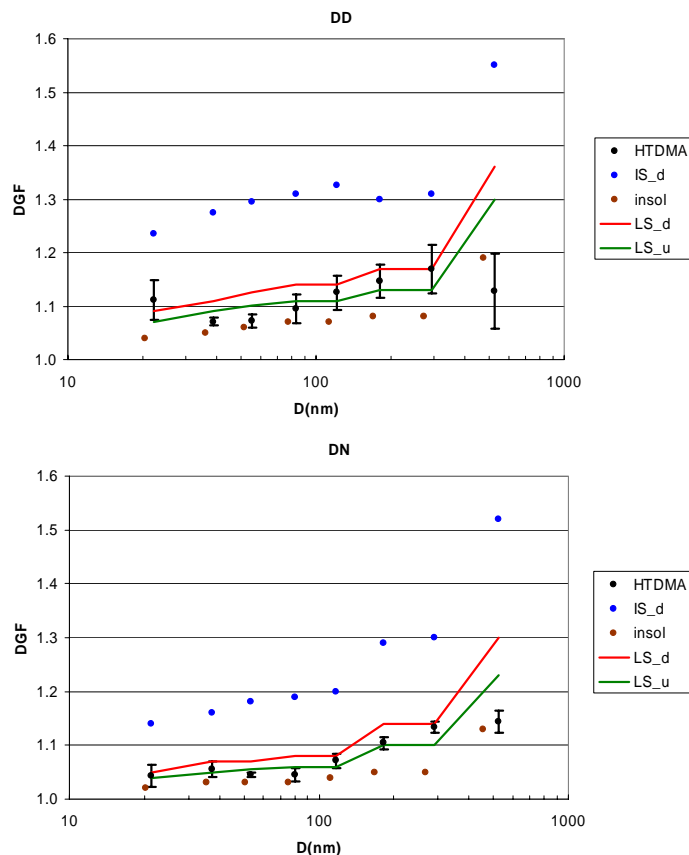 DD
1.6
1.5
1.4
1.3
1.2
1.1
1.0
DGF
10
100
1000
D(nm)
HTDMA
IS_d
insol
LS_d
LS_u
DN
1.6
1.5
1.4
1.3
1.2
1.1
1.0
DGF
10
100
1000
D(nm)
HTDMA
IS_d
insol
LS_d
LS_u